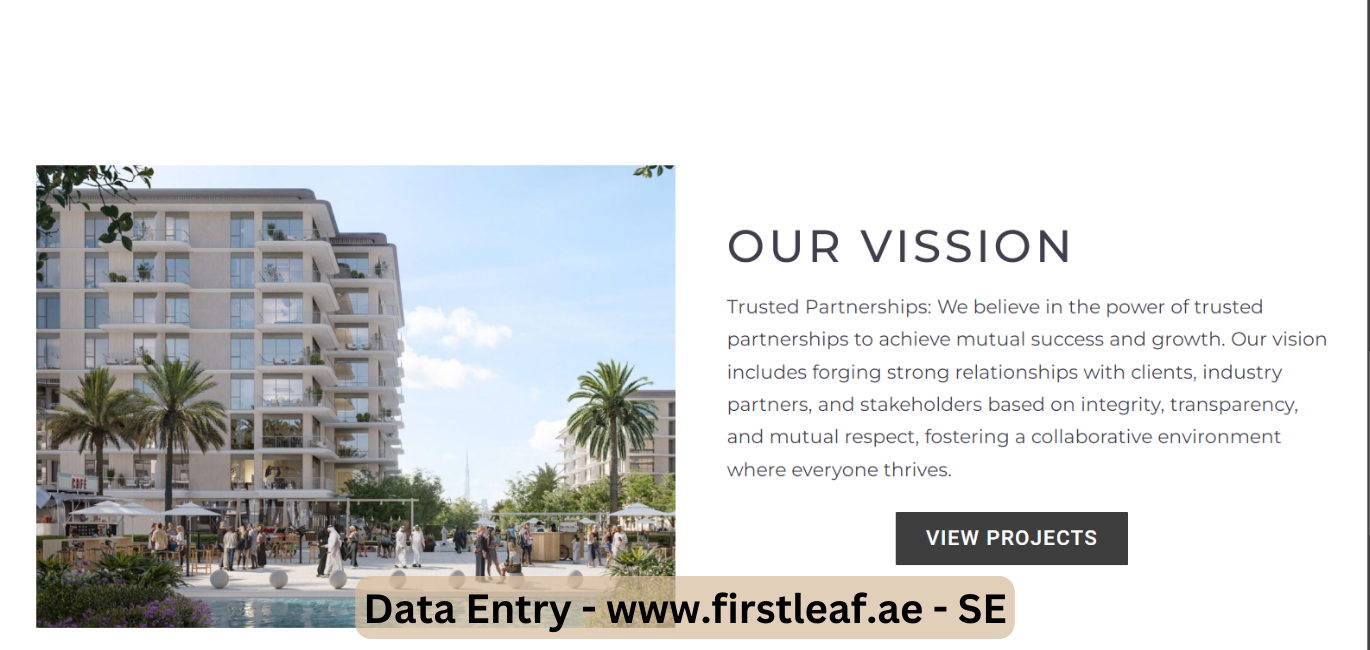 CAFÉ
OUR VISSION
Trusted Partnerships: We believe in the power of trusted
partnerships to achieve mutual success and growth. Our vision
includes forging strong relationships with clients, industry
partners, and stakeholders based on integrity, transparency,
and mutual respect, fostering a collaborative environment
where everyone thrives.
VIEW PROJECTS
Data Entry - www.firstleaf.ae - SE